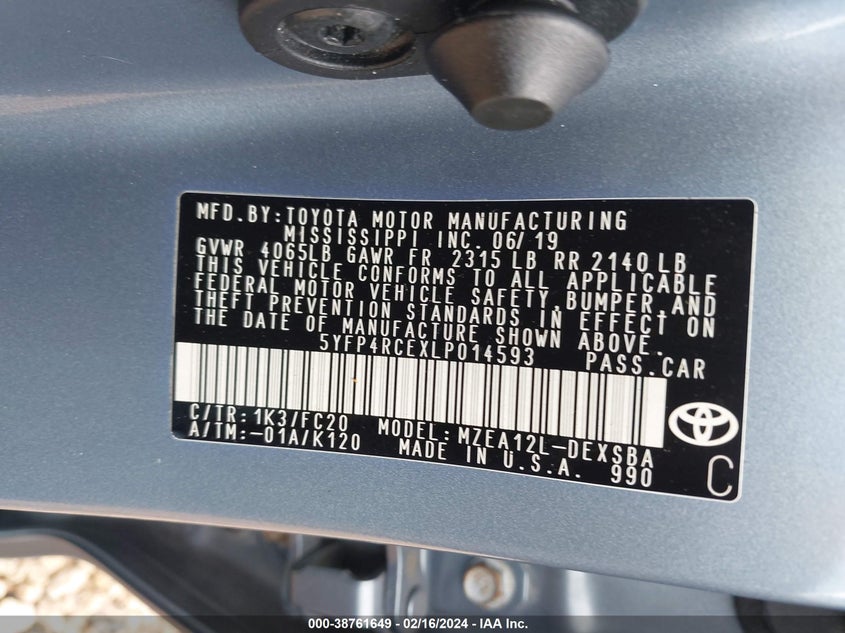 MFD.BY:TOYOTA MOTOR MANUFACTURING
MISSISSIPPI INC. 06/19
GVWR 4065LB GAWR FR 2315 LB RR 2140 LB
THIS VEHICLE CONFORMS TO ALL APPLICABLE
FEDERAL MOTOR VEHICLE SAFETY,BUMPER,AND
THEFT PREVENTION STANDARDS IN EFFECT ON
THE DATE OF MANUFACTURE SHOWN ABOVE.
5YFP4RCEXLP014593 PASS.CAR
C/TR:1K3/FC20 MODEL:MZEA12L-DEXSBA
A/TM:-01A/K120 MADE IN U.S.A. 990
C
000-38761649 - 02/16/2024 - IAA Inc.